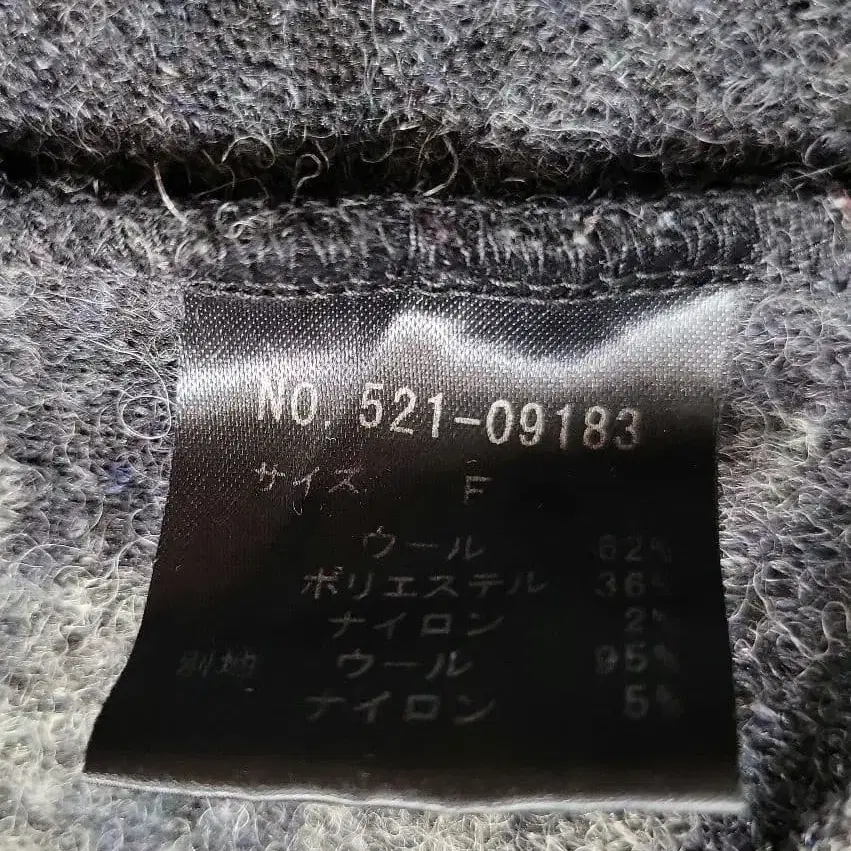 NO. 521-09183
サイズ F
ウール 62%
ポリエステル 36%
ナイロン 2%
別地 ウール 95%
ナイロン 5%